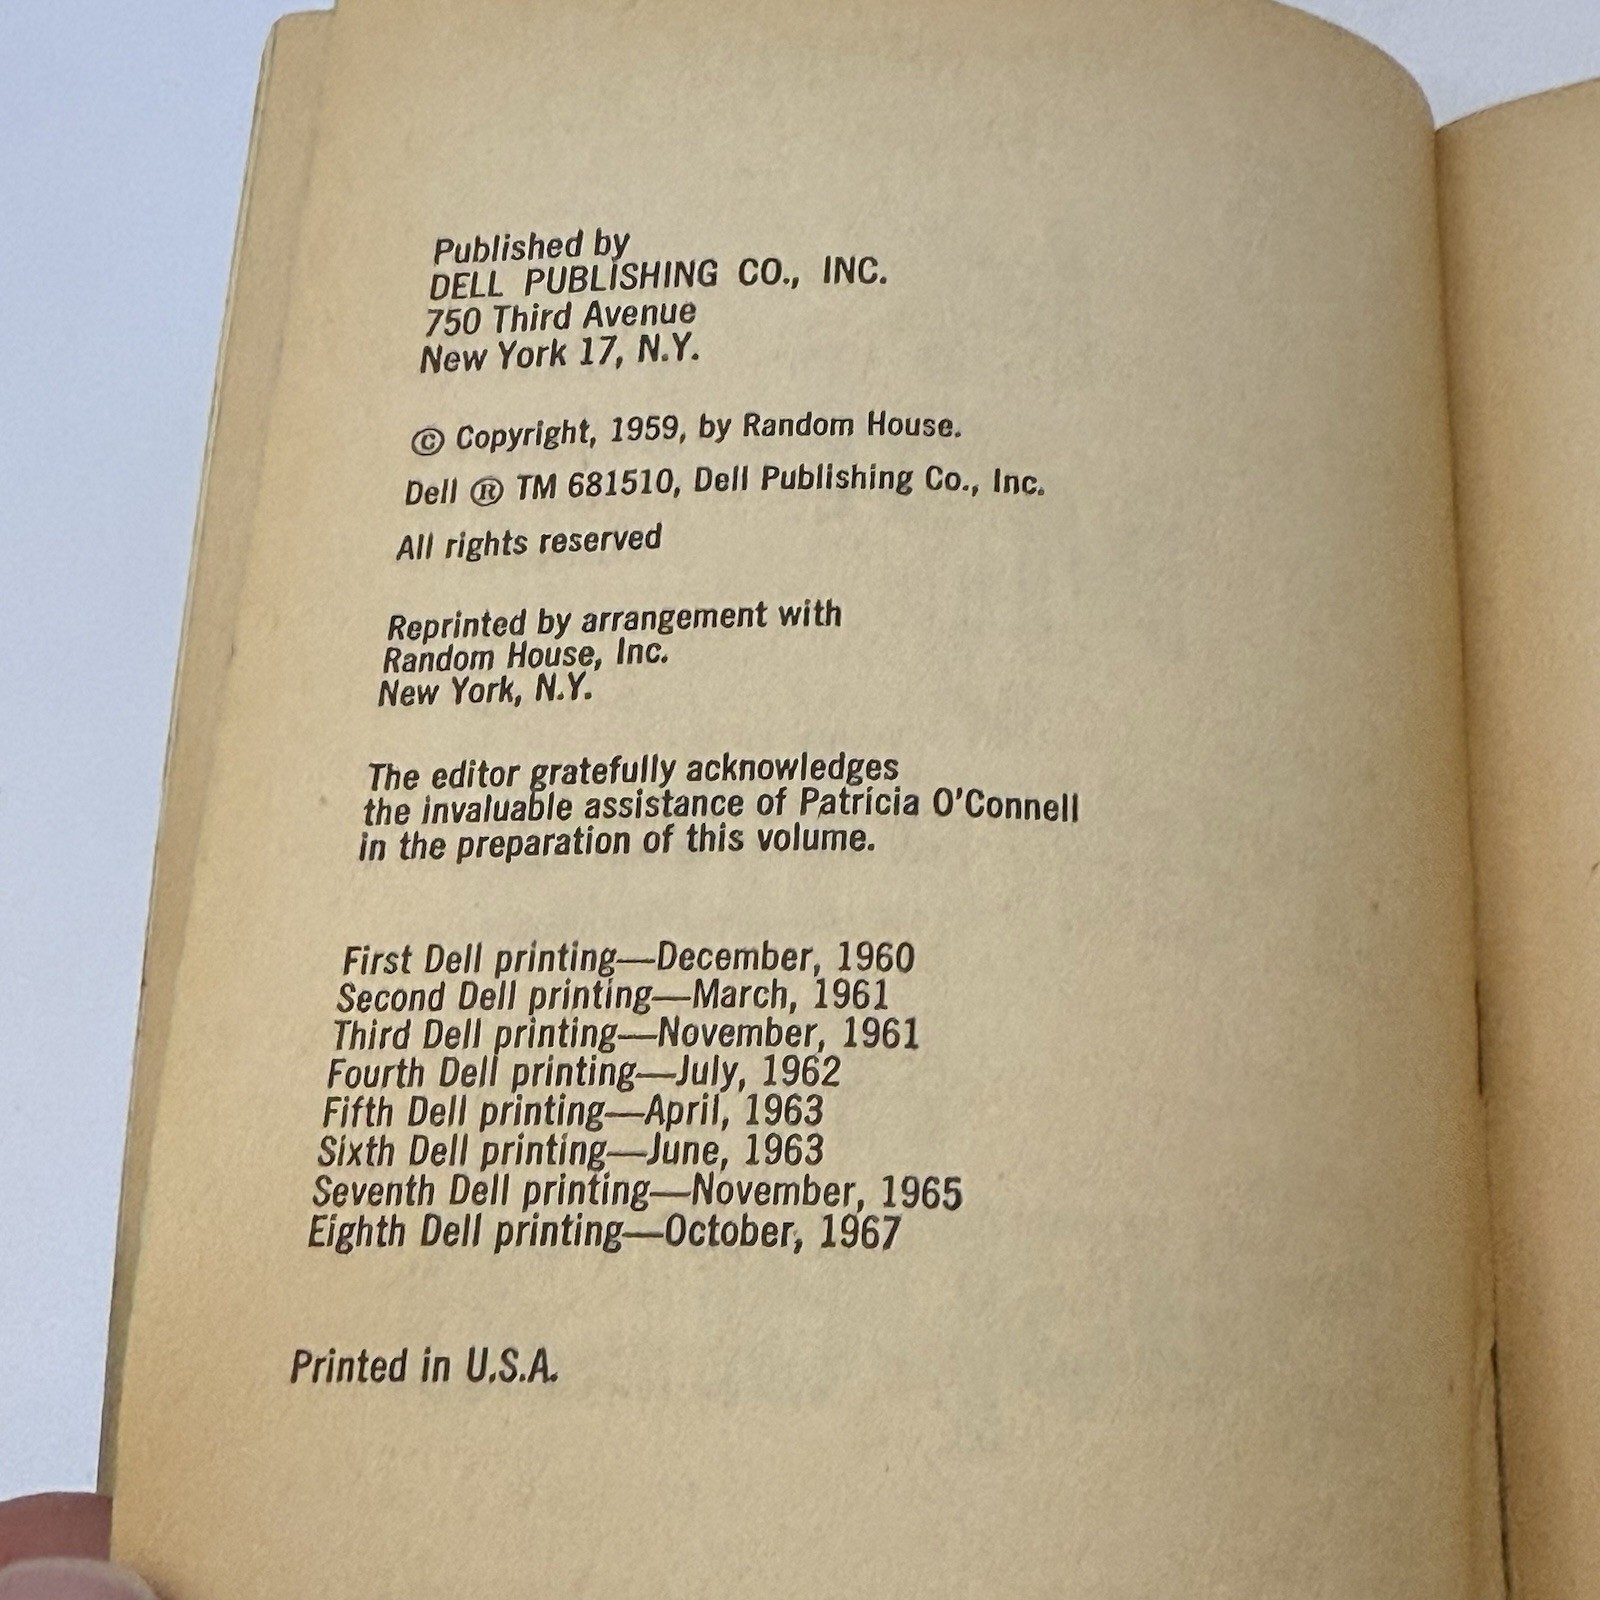 Published by
DELL PUBLISHING CO., INC.
750 Third Avenue
New York 17, N.Y.
© Copyright, 1959, by Random House.
Dell ® TM 681510, Dell Publishing Co., Inc.
All rights reserved
Reprinted by arrangement with
Random House, Inc.
New York, N.Y.
The editor gratefully acknowledges
the invaluable assistance of Patricia O'Connell
in the preparation of this volume.
First Dell printing—December, 1960
Second Dell printing—March, 1961
Third Dell printing—November, 1961
Fourth Dell printing—July, 1962
Fifth Dell printing—April, 1963
Sixth Dell printing—June, 1963
Seventh Dell printing—November, 1965
Eighth Dell printing—October, 1967
Printed in U.S.A.